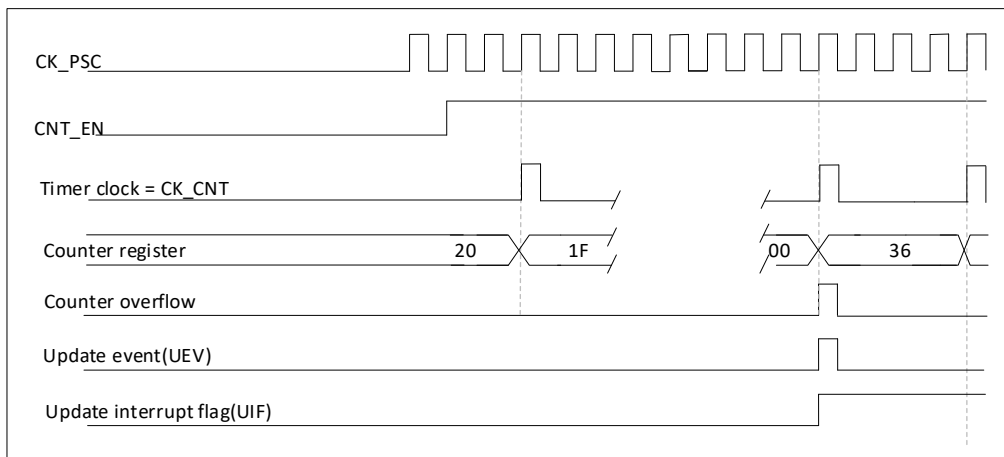 CK_PSC
CNT_EN
Timer clock = CK_CNT
Counter register 20 1F 00 36
Counter overflow
Update event(UEV)
Update interrupt flag(UIF)